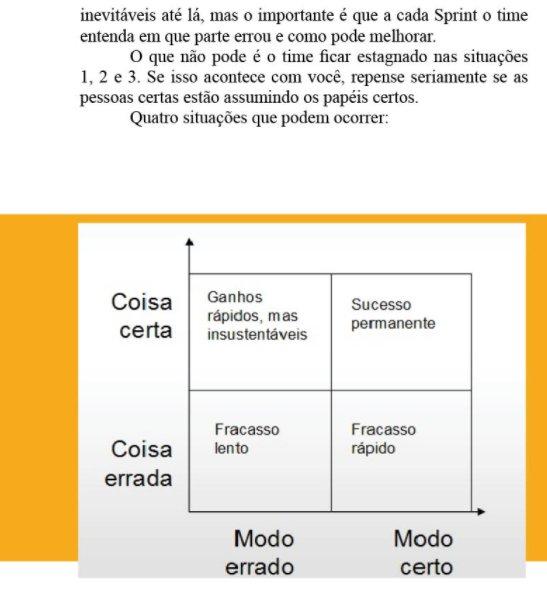 inevitáveis até lá, mas o importante é que a cada Sprint o time
entenda em que parte errou e como pode melhorar.
O que não pode é o time ficar estagnado nas situações
1, 2 e 3. Se isso acontece com você, repense seriamente se as
pessoas certas estão assumindo os papéis certos.
Quatro situações que podem ocorrer:
Coisa
certa
Ganhos
rápidos, mas
insustentáveis
Sucesso
permanente
Coisa
errada
Fracasso
lento
Fracasso
rápido
Modo
errado
Modo
certo